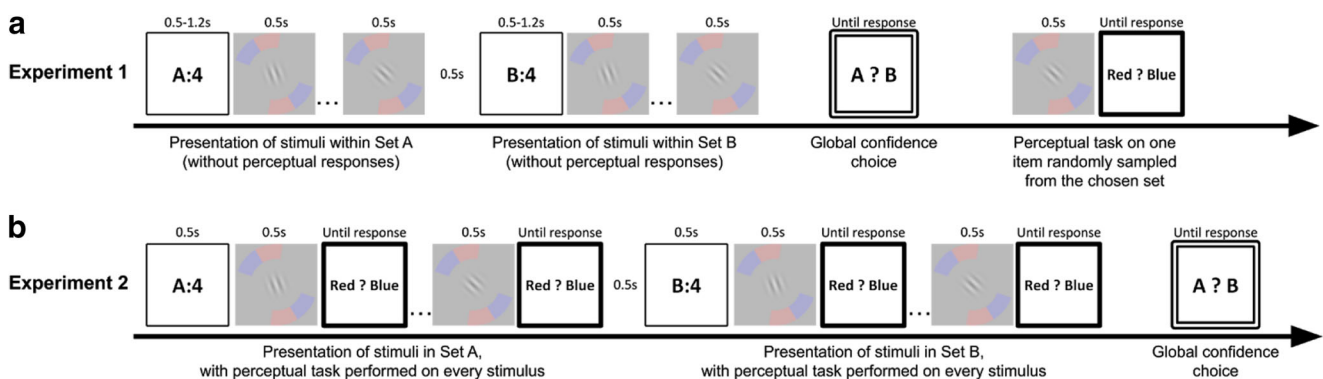 a
0.5-1.2s 0.5s 0.5s 0.5-1.2s 0.5s 0.5s Until response 0.5s Until response
Experiment 1 A:4 ... 0.5s B:4 ... A ? B Red ? Blue
Presentation of stimuli within Set A
(without perceptual responses)
Presentation of stimuli within Set B
(without perceptual responses)
Global confidence
choice
Perceptual task on one
item randomly sampled
from the chosen set
b
0.5s 0.5s Until response 0.5s Until response 0.5s 0.5s Until response 0.5s Until response Until response
Experiment 2 A:4 Red ? Blue ... Red ? Blue 0.5s B:4 Red ? Blue ... Red ? Blue A ? B
Presentation of stimuli in Set A,
with perceptual task performed on every stimulus
Presentation of stimuli in Set B,
with perceptual task performed on every stimulus
Global confidence
choice